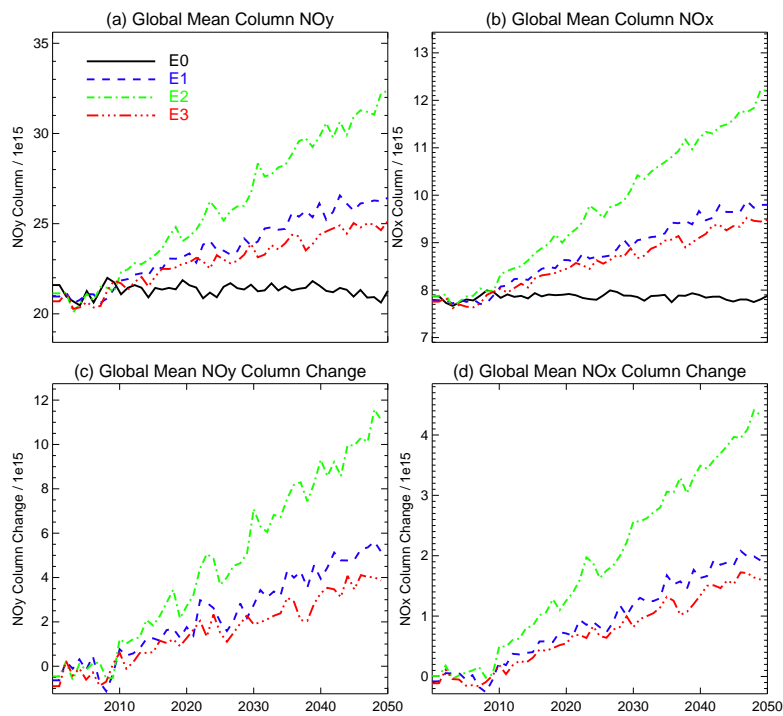 (a) Global Mean Column NOy
(b) Global Mean Column NOx
35
30
25
20
NOy Column / 1e15
E0
E1
E2
E3
13
12
11
10
9
8
7
NOx Column / 1e15
2050
(c) Global Mean NOy Column Change
(d) Global Mean NOx Column Change
12
10
8
6
4
2
0
NOy Column Change / 1e15
2010
2020
2030
2040
2050
4
3
2
1
0
NOx Column Change / 1e15
2010
2020
2030
2040
2050